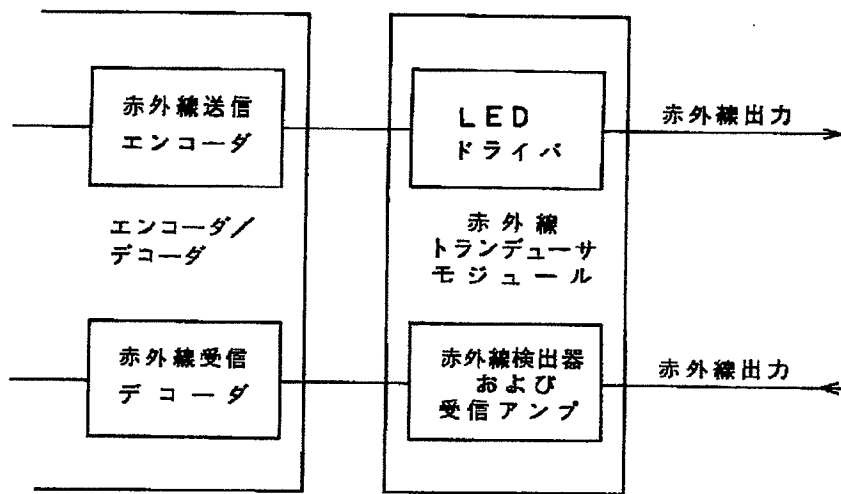 赤外線送信
エンコーダ
LED
ドライバ
赤外線出力
エンコーダ/
デコーダ
赤外線
トランデューサ
モジュール
赤外線受信
デコーダ
赤外線検出器
および
受信アンプ
赤外線出力